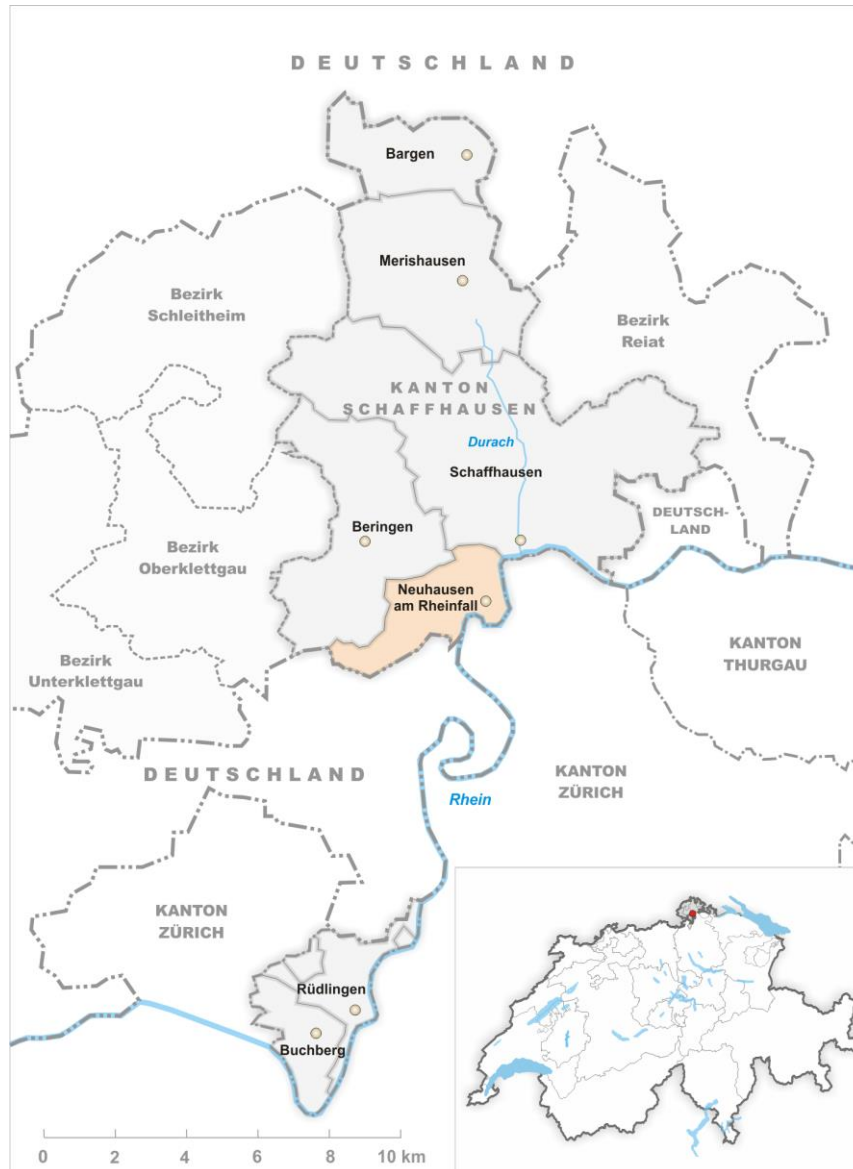 DEUTSCHLAND
Bargen
Merishausen
Bezirk
Schleitheim
Bezirk
Reiat
KANTON
SCHAFFHAUSEN
Durach
Schaffhausen
Beringen
DEUTSCH-
LAND
Bezirk
Oberklettgau
Neuhausen
am Rheinfall
KANTON
THURGAU
Bezirk
Unterklettgau
DEUTSCHLAND
KANTON
ZÜRICH
Rhein
KANTON
ZÜRICH
Rüdlingen
Buchberg
0 2 4 6 8 10 km